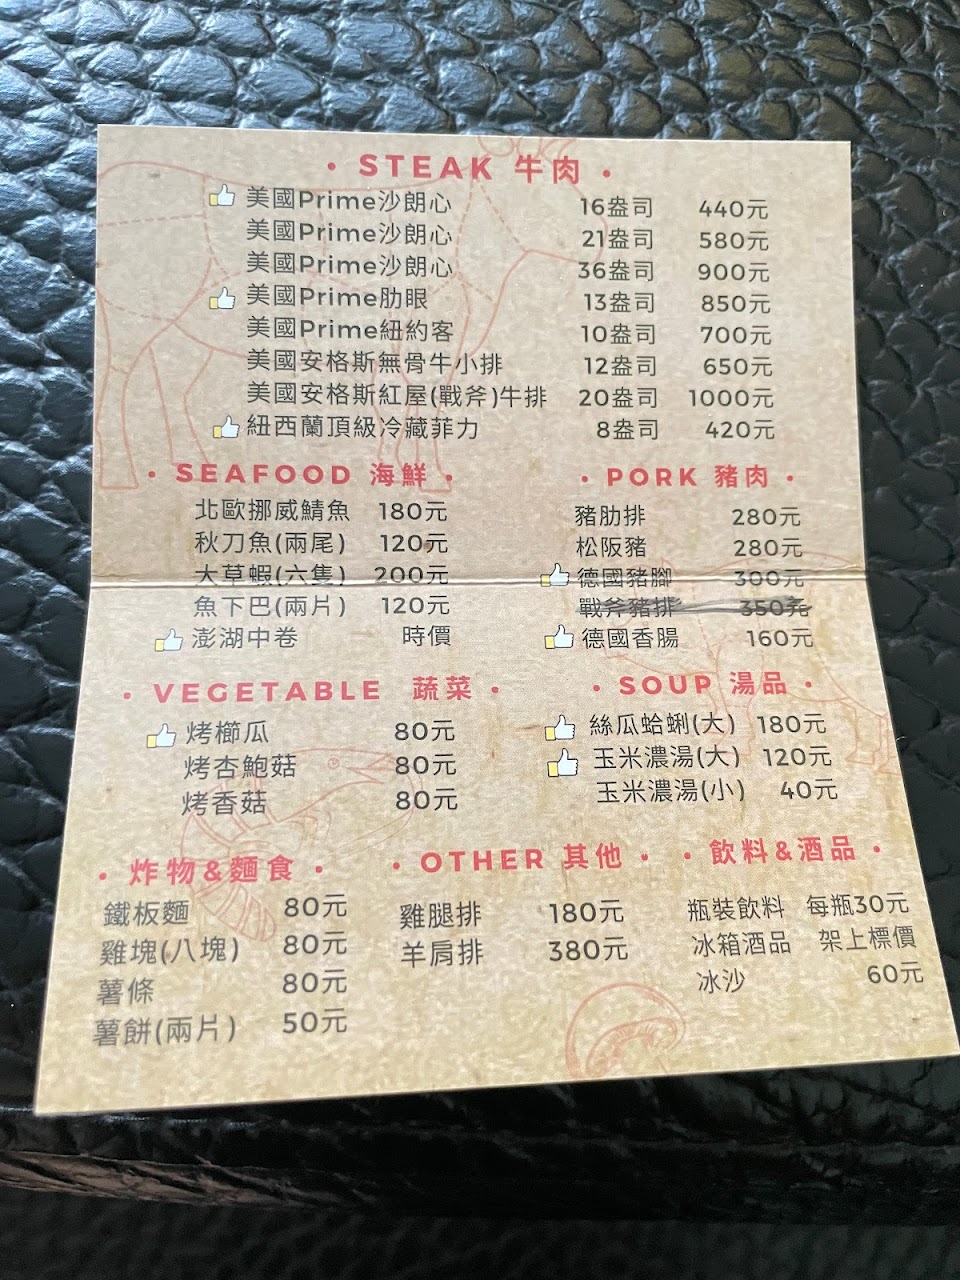 • STEAK 牛肉 •
美國Prime沙朗心 16盎司 440元
美國Prime沙朗心 21盎司 580元
美國Prime沙朗心 36盎司 900元
美國Prime肋眼 13盎司 850元
美國Prime紐約客 10盎司 700元
美國安格斯無骨牛小排 12盎司 650元
美國安格斯紅屋(戰斧)牛排 20盎司 1000元
紐西蘭頂級冷藏菲力 8盎司 420元
• SEAFOOD 海鮮 •
北歐挪威鯖魚 180元
秋刀魚(兩尾) 120元
大草蝦(六隻) 200元
魚下巴(兩片) 120元
澎湖中卷 時價
• PORK 豬肉 •
豬肋排 280元
松阪豬 280元
德國豬腳 300元
戰斧豬排 350元
德國香腸 160元
• VEGETABLE 蔬菜 •
烤櫛瓜 80元
烤杏鮑菇 80元
烤香菇 80元
• SOUP 湯品 •
絲瓜蛤蜊(大) 180元
玉米濃湯(大) 120元
玉米濃湯(小) 40元
• 炸物&麵食 •
鐵板麵 80元
雞塊(八塊) 80元
薯條 80元
薯餅(兩片) 50元
• OTHER 其他 •
雞腿排 180元
羊肩排 380元
• 飲料&酒品 •
瓶裝飲料 每瓶30元
冰箱酒品 架上標價
冰沙 60元